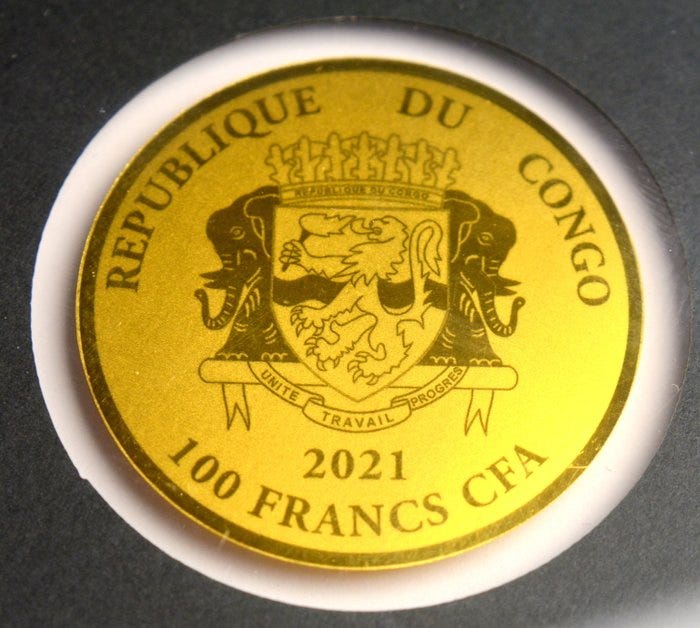 REPUBLIQUE DU CONGO
REPUBLIQUE DU CONGO
UNITE TRAVAIL PROGRES
2021
100 FRANCS CFA